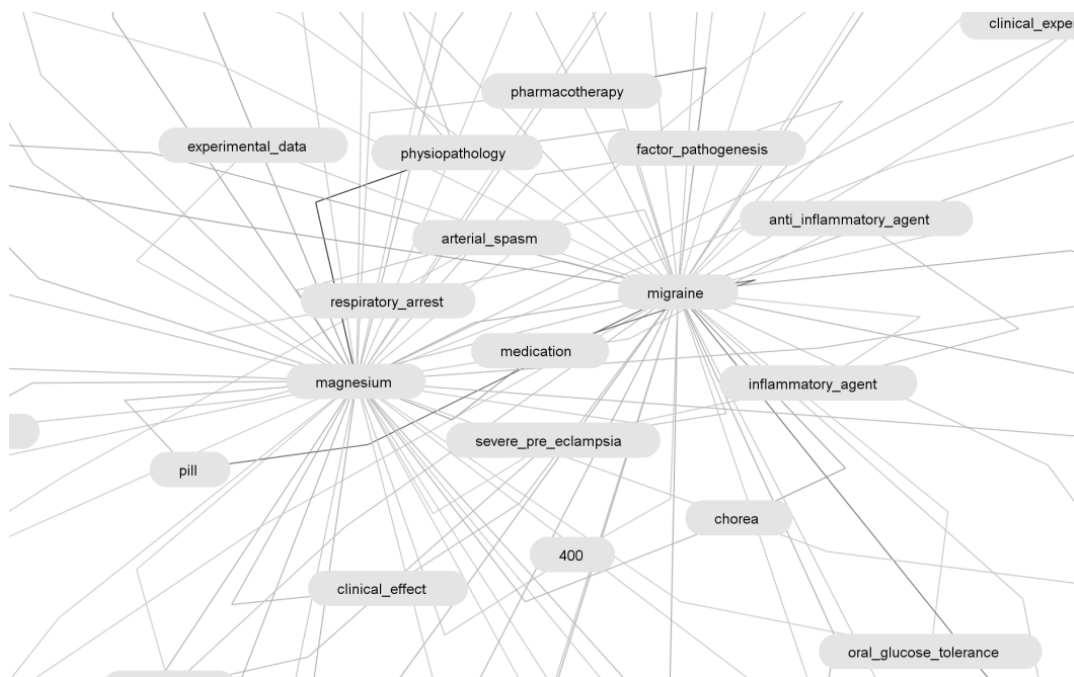 clinical_exper
pharmacotherapy
experimental_data
physiopathology
factor_pathogenesis
anti_inflammatory_agent
arterial_spasm
migraine
respiratory_arrest
medication
magnesium
inflammatory_agent
severe_pre_eclampsia
pill
chorea
400
clinical_effect
oral_glucose_tolerance